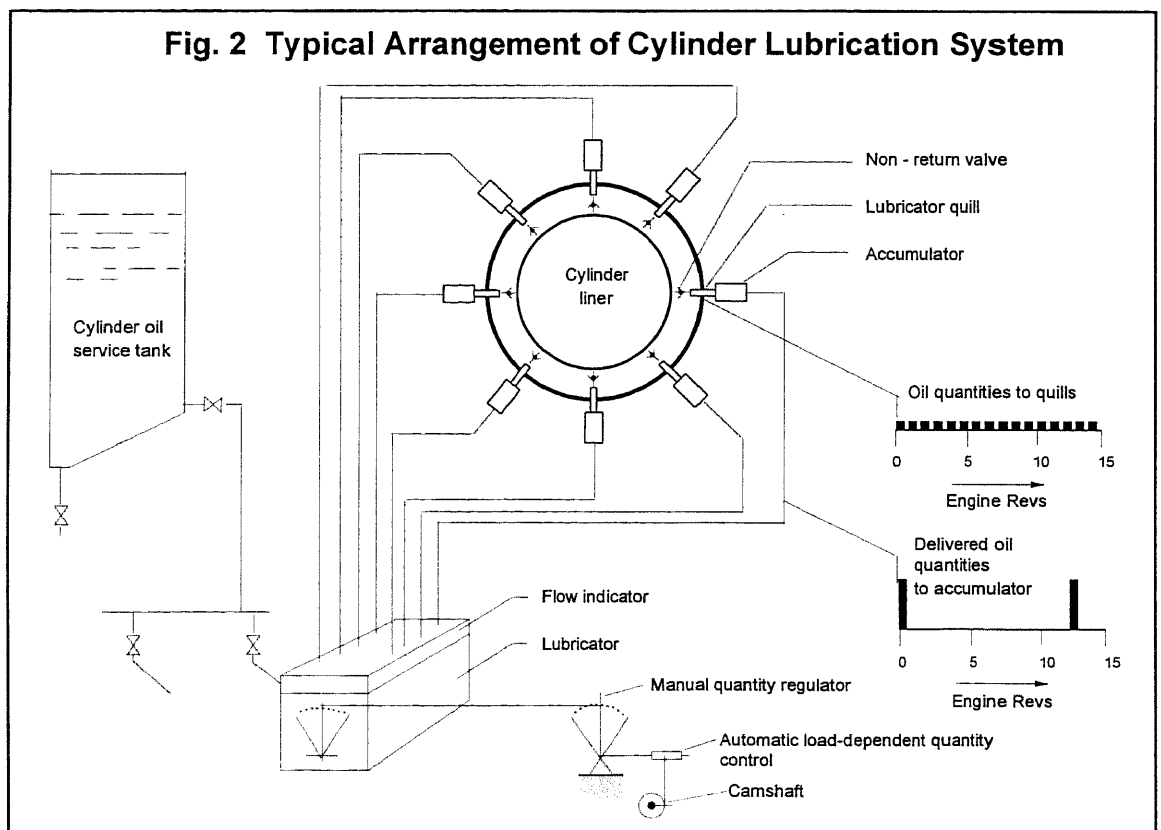 Fig. 2 Typical Arrangement of Cylinder Lubrication System
Non - return valve
Lubricator quill
Accumulator
Cylinder
liner
Cylinder oil
service tank
Oil quantities to quills
0 5 10 15
Engine Revs
Delivered oil
quantities
to accumulator
0 5 10 15
Engine Revs
Flow indicator
Lubricator
Manual quantity regulator
Automatic load-dependent quantity
control
Camshaft